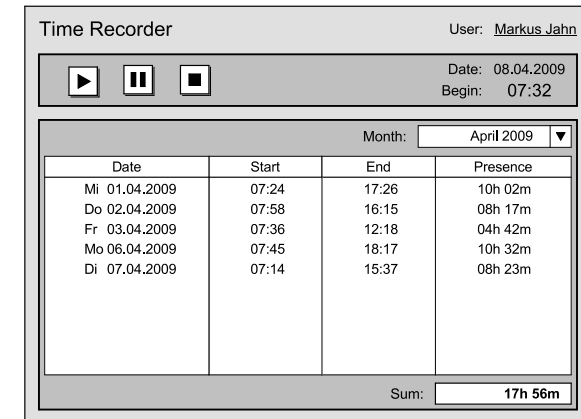 Time Recorder User: Markus Jahn
Date: 08.04.2009
Begin: 07:32
Month: April 2009
Date Start End Presence
Mi 01.04.2009 07:24 17:26 10h 02m
Do 02.04.2009 07:58 16:15 08h 17m
Fr 03.04.2009 07:36 12:18 04h 42m
Mo 06.04.2009 07:45 18:17 10h 32m
Di 07.04.2009 07:14 15:37 08h 23m
Sum: 17h 56m